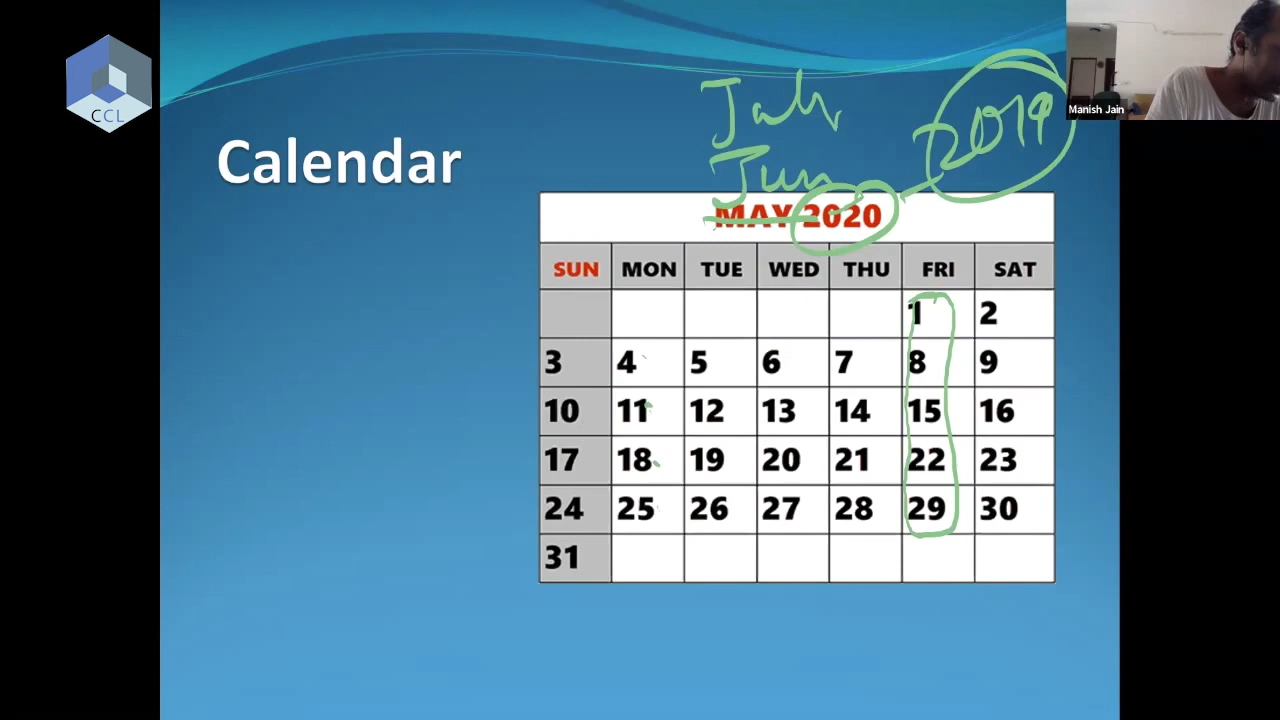 CCL
Manish Jain
Calendar
Jun
2019
MAY 2020
SUN MON TUE WED THU FRI SAT
1 2
3 4 5 6 7 8 9
10 11 12 13 14 15 16
17 18 19 20 21 22 23
24 25 26 27 28 29 30
31